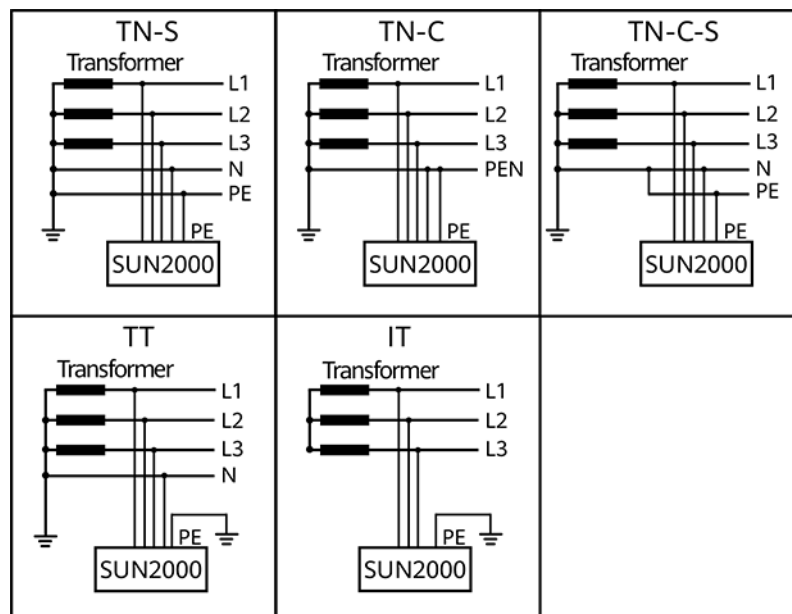 TN-S
Transformer
L1
L2
L3
N
PE
PE
SUN2000
TN-C
Transformer
L1
L2
L3
PEN
PE
SUN2000
TN-C-S
Transformer
L1
L2
L3
N
PE
PE
SUN2000
TT
Transformer
L1
L2
L3
N
PE
SUN2000
IT
Transformer
L1
L2
L3
PE
SUN2000